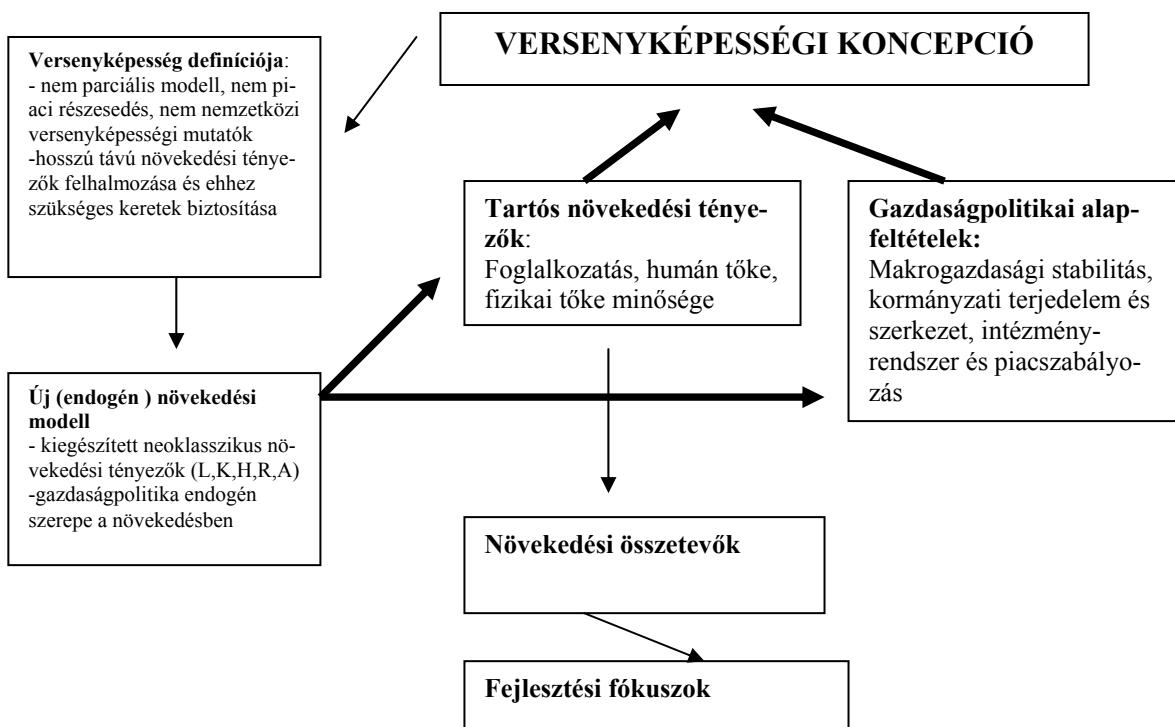 VERSENYKÉPESSÉGI KONCEPCIÓ
Versenyképesség definíciója:
- nem parciális modell, nem pi-
aci részesedés, nem nemzetközi
versenyképességi mutatók
-hosszú távú növekedési ténye-
zők felhalmozása és ehhez
szükséges keretek biztosítása
Tartós növekedési ténye-
zők:
Foglalkozatás, humán tőke,
fizikai tőke minősége
Gazdaságpolitikai alap-
feltételek:
Makrogazdasági stabilitás,
kormányzati terjedelem és
szerkezet, intézmény-
rendszer és piacszabályo-
zás
Új (endogén ) növekedési
modell
- kiegészített neoklasszikus nö-
vekedési tényezők (L,K,H,R,A)
-gazdaságpolitika endogén
szerepe a növekedésben
Növekedési összetevők
Fejlesztési fókuszok